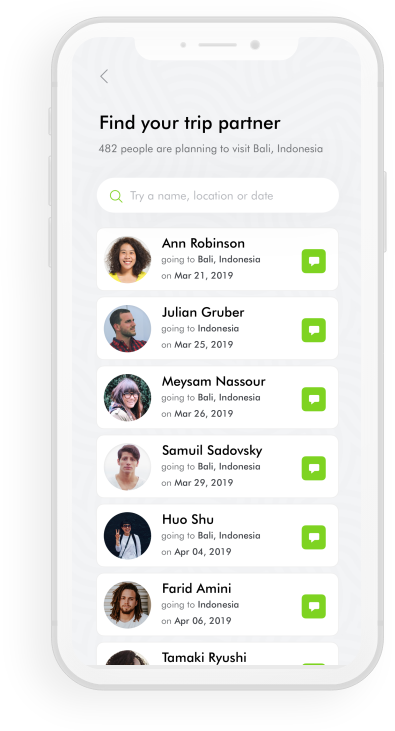 Find your trip partner
482 people are planning to visit Bali, Indonesia
Try a name, location or date
Ann Robinson
going to Bali, Indonesia
on Mar 21, 2019
Julian Gruber
going to Indonesia
on Mar 25, 2019
Meysam Nassour
going to Bali, Indonesia
on Mar 26, 2019
Samuil Sadovsky
going to Bali, Indonesia
on Mar 29, 2019
Huo Shu
going to Bali, Indonesia
on Apr 04, 2019
Farid Amini
going to Indonesia
on Apr 06, 2019
Tamaki Ryushi